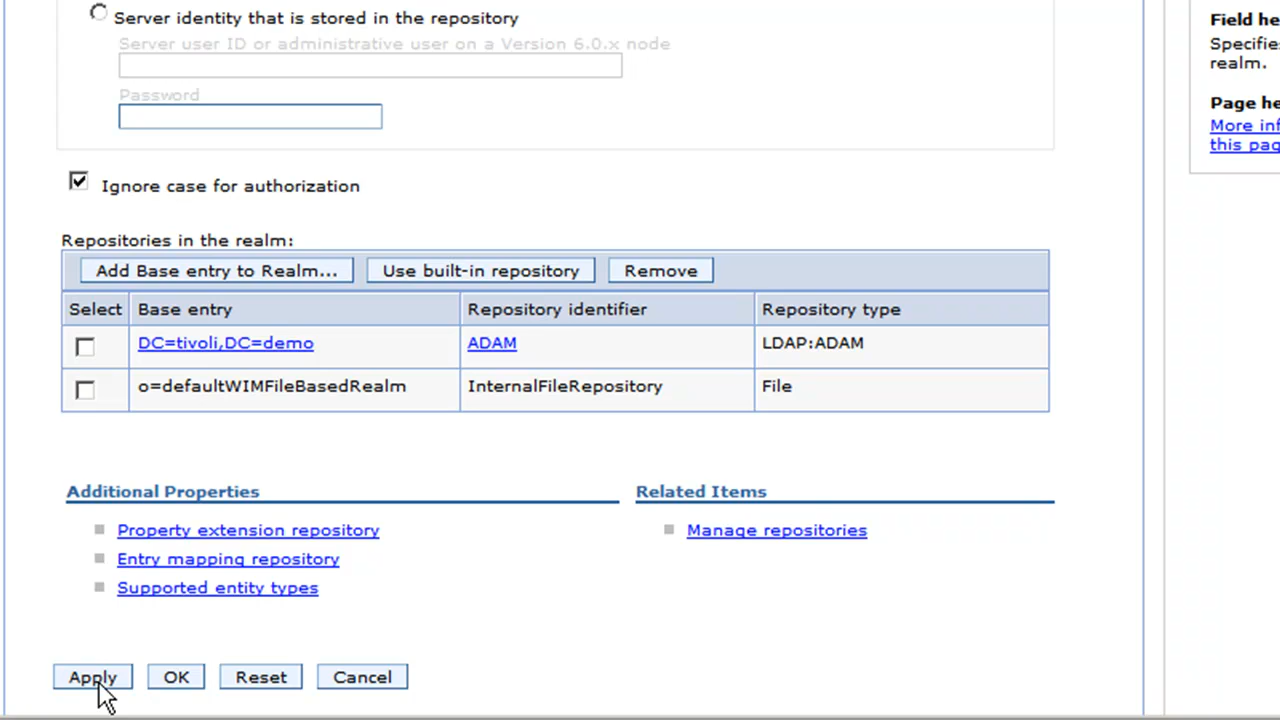 Server identity that is stored in the repository
Server user ID or administrative user on a Version 6.0.x node
Password
Ignore case for authorization
Repositories in the realm:
Add Base entry to Realm... Use built-in repository Remove
Select Base entry Repository identifier Repository type
DC=tivoli,DC=demo ADAM LDAP:ADAM
o=defaultWIMFileBasedRealm InternalFileRepository File
Additional Properties
Property extension repository
Entry mapping repository
Supported entity types
Related Items
Manage repositories
Apply OK Reset Cancel
Field he
Specifie
realm.
Page he
More inf
this pag